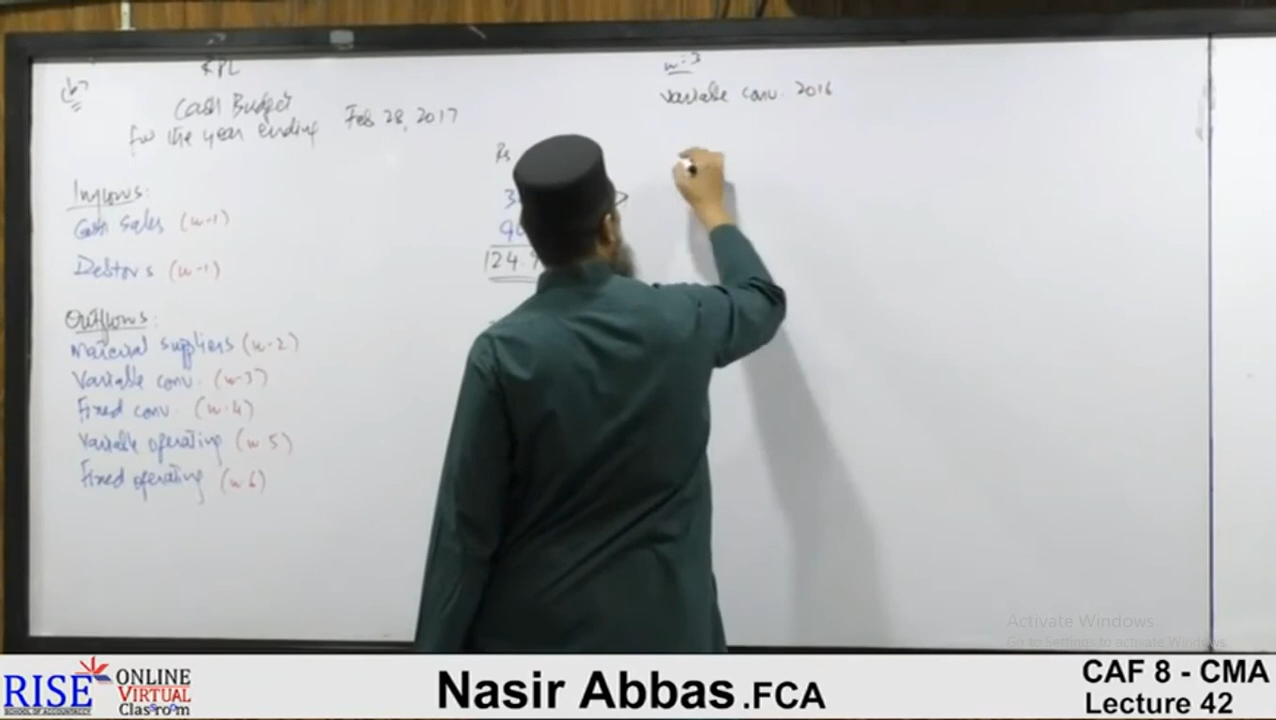 KPL
Cash Budget
for the year ending Feb 28, 2017
Rs
Inflows:
Cash Sales (w-1)
Debtors (w-1)
124.
Outflows:
Material suppliers (w-2)
Variable conv. (w-3)
Fixed conv. (w-4)
Variable operating (w-5)
Fixed operating (w-6)
w-3
Variable conv. 2016
Activate Windows
Go to Settings to activate Windows.
RISE
SCHOOL OF ACCOUNTANCY
ONLINE
VIRTUAL
Classroom
Nasir Abbas.FCA
CAF 8 - CMA
Lecture 42